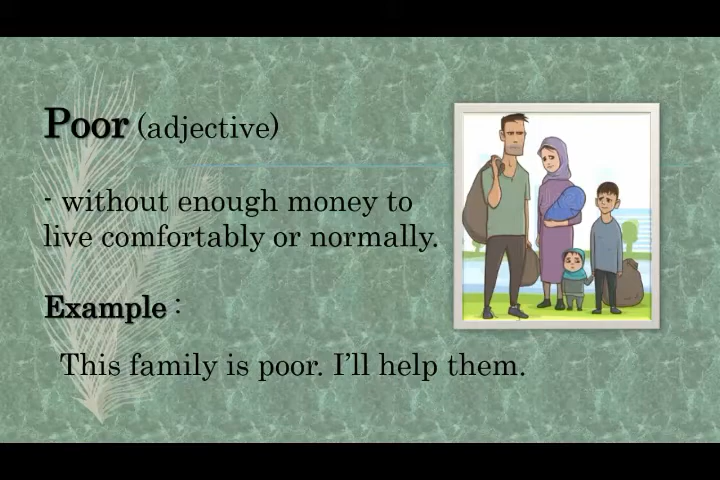 Poor (adjective)
- without enough money to
live comfortably or normally.
Example :
This family is poor. I’ll help them.